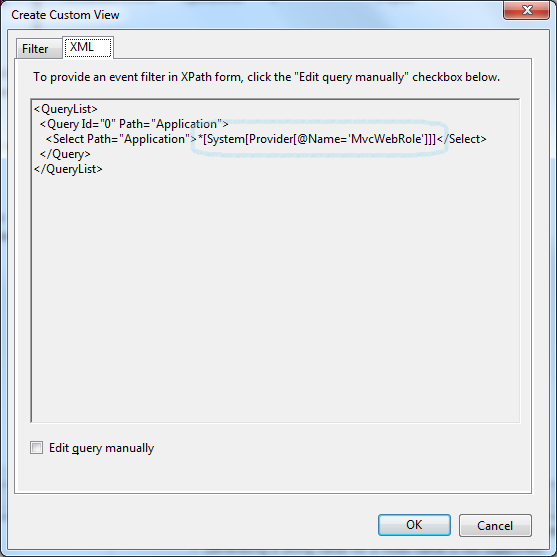 Create Custom View
Filter
XML
To provide an event filter in XPath form, click the "Edit query manually" checkbox below.
<QueryList>
  <Query Id="0" Path="Application">
    <Select Path="Application">*[System[Provider[@Name='MvcWebRole']]]</Select>
  </Query>
</QueryList>
Edit query manually
OK
Cancel